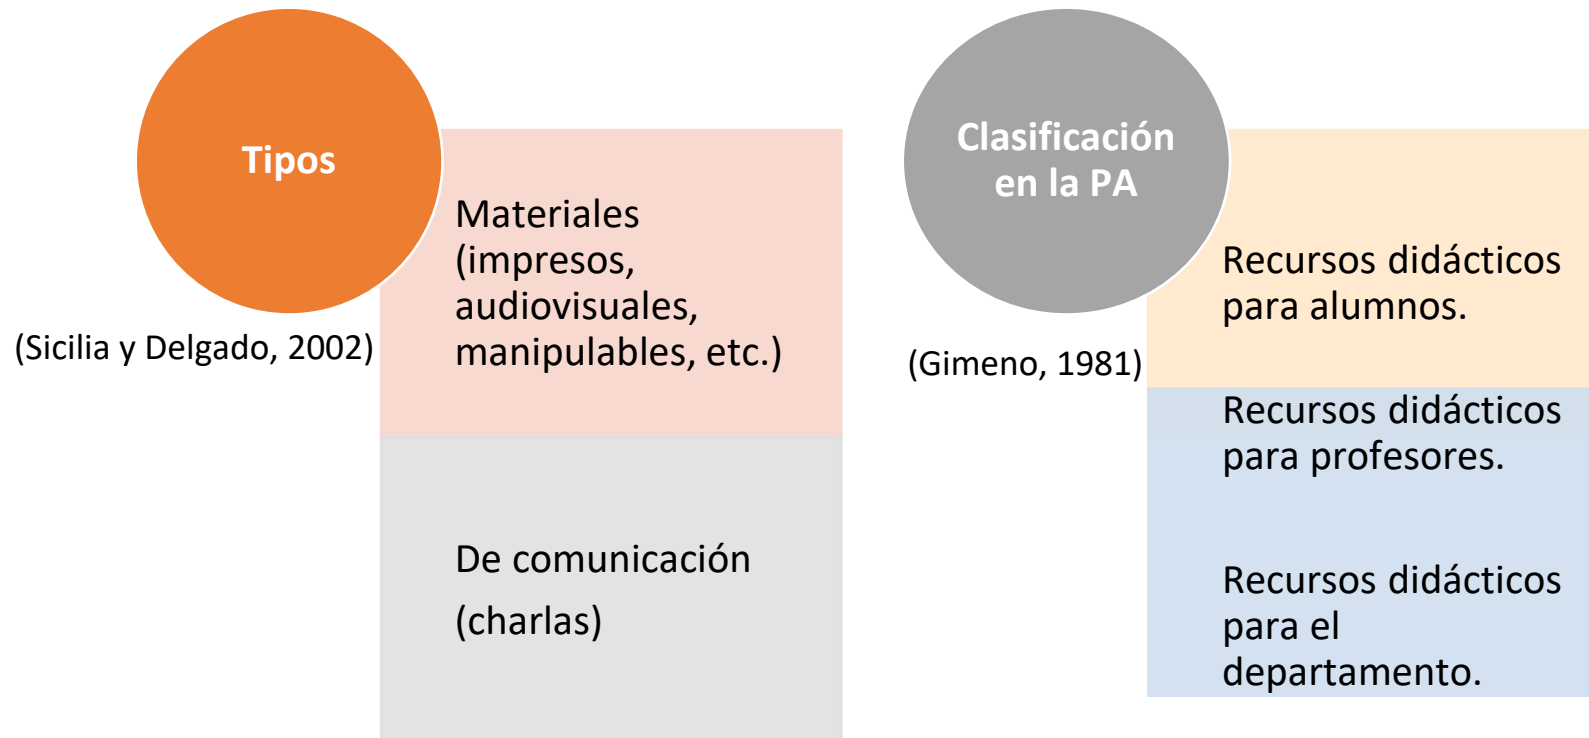 Tipos
Materiales
(impresos,
audiovisuales,
manipulables, etc.)
(Sicilia y Delgado, 2002)
De comunicación
(charlas)
Clasificación
en la PA
Recursos didácticos
para alumnos.
(Gimeno, 1981)
Recursos didácticos
para profesores.
Recursos didácticos
para el
departamento.